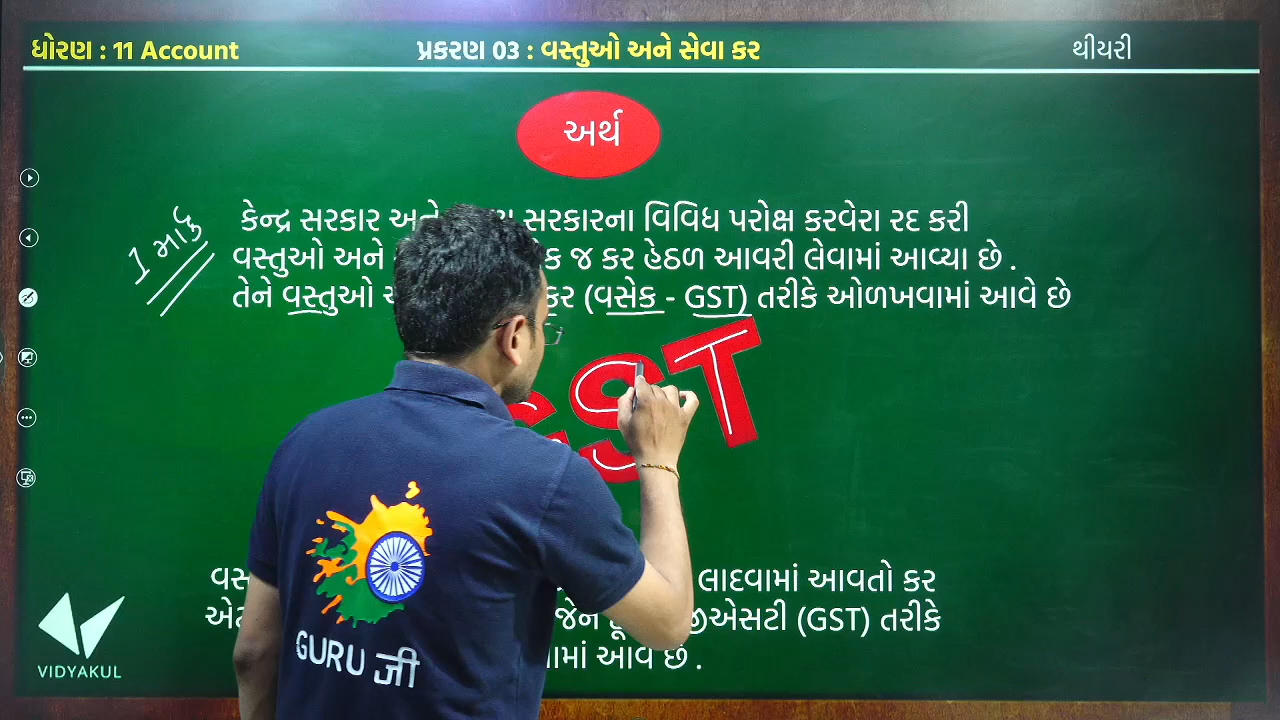 ધોરણ : 11 Account
પ્રકરણ 03 : વસ્તુઓ અને સેવા કર
થીયરી
અર્થ
1 માર્ક
કેન્દ્ર સરકાર અને સરકારના વિવિધ પરોક્ષ કરવેરા રદ કરી
વસ્તુઓ અને જ કર હેઠળ આવરી લેવામાં આવ્યા છે .
તેને વસ્તુઓ કર (વસેક - GST) તરીકે ઓળખવામાં આવે છે
GST
લાદવામાં આવતો કર
(GST) તરીકે
છે .
VIDYAKUL
GURU जी